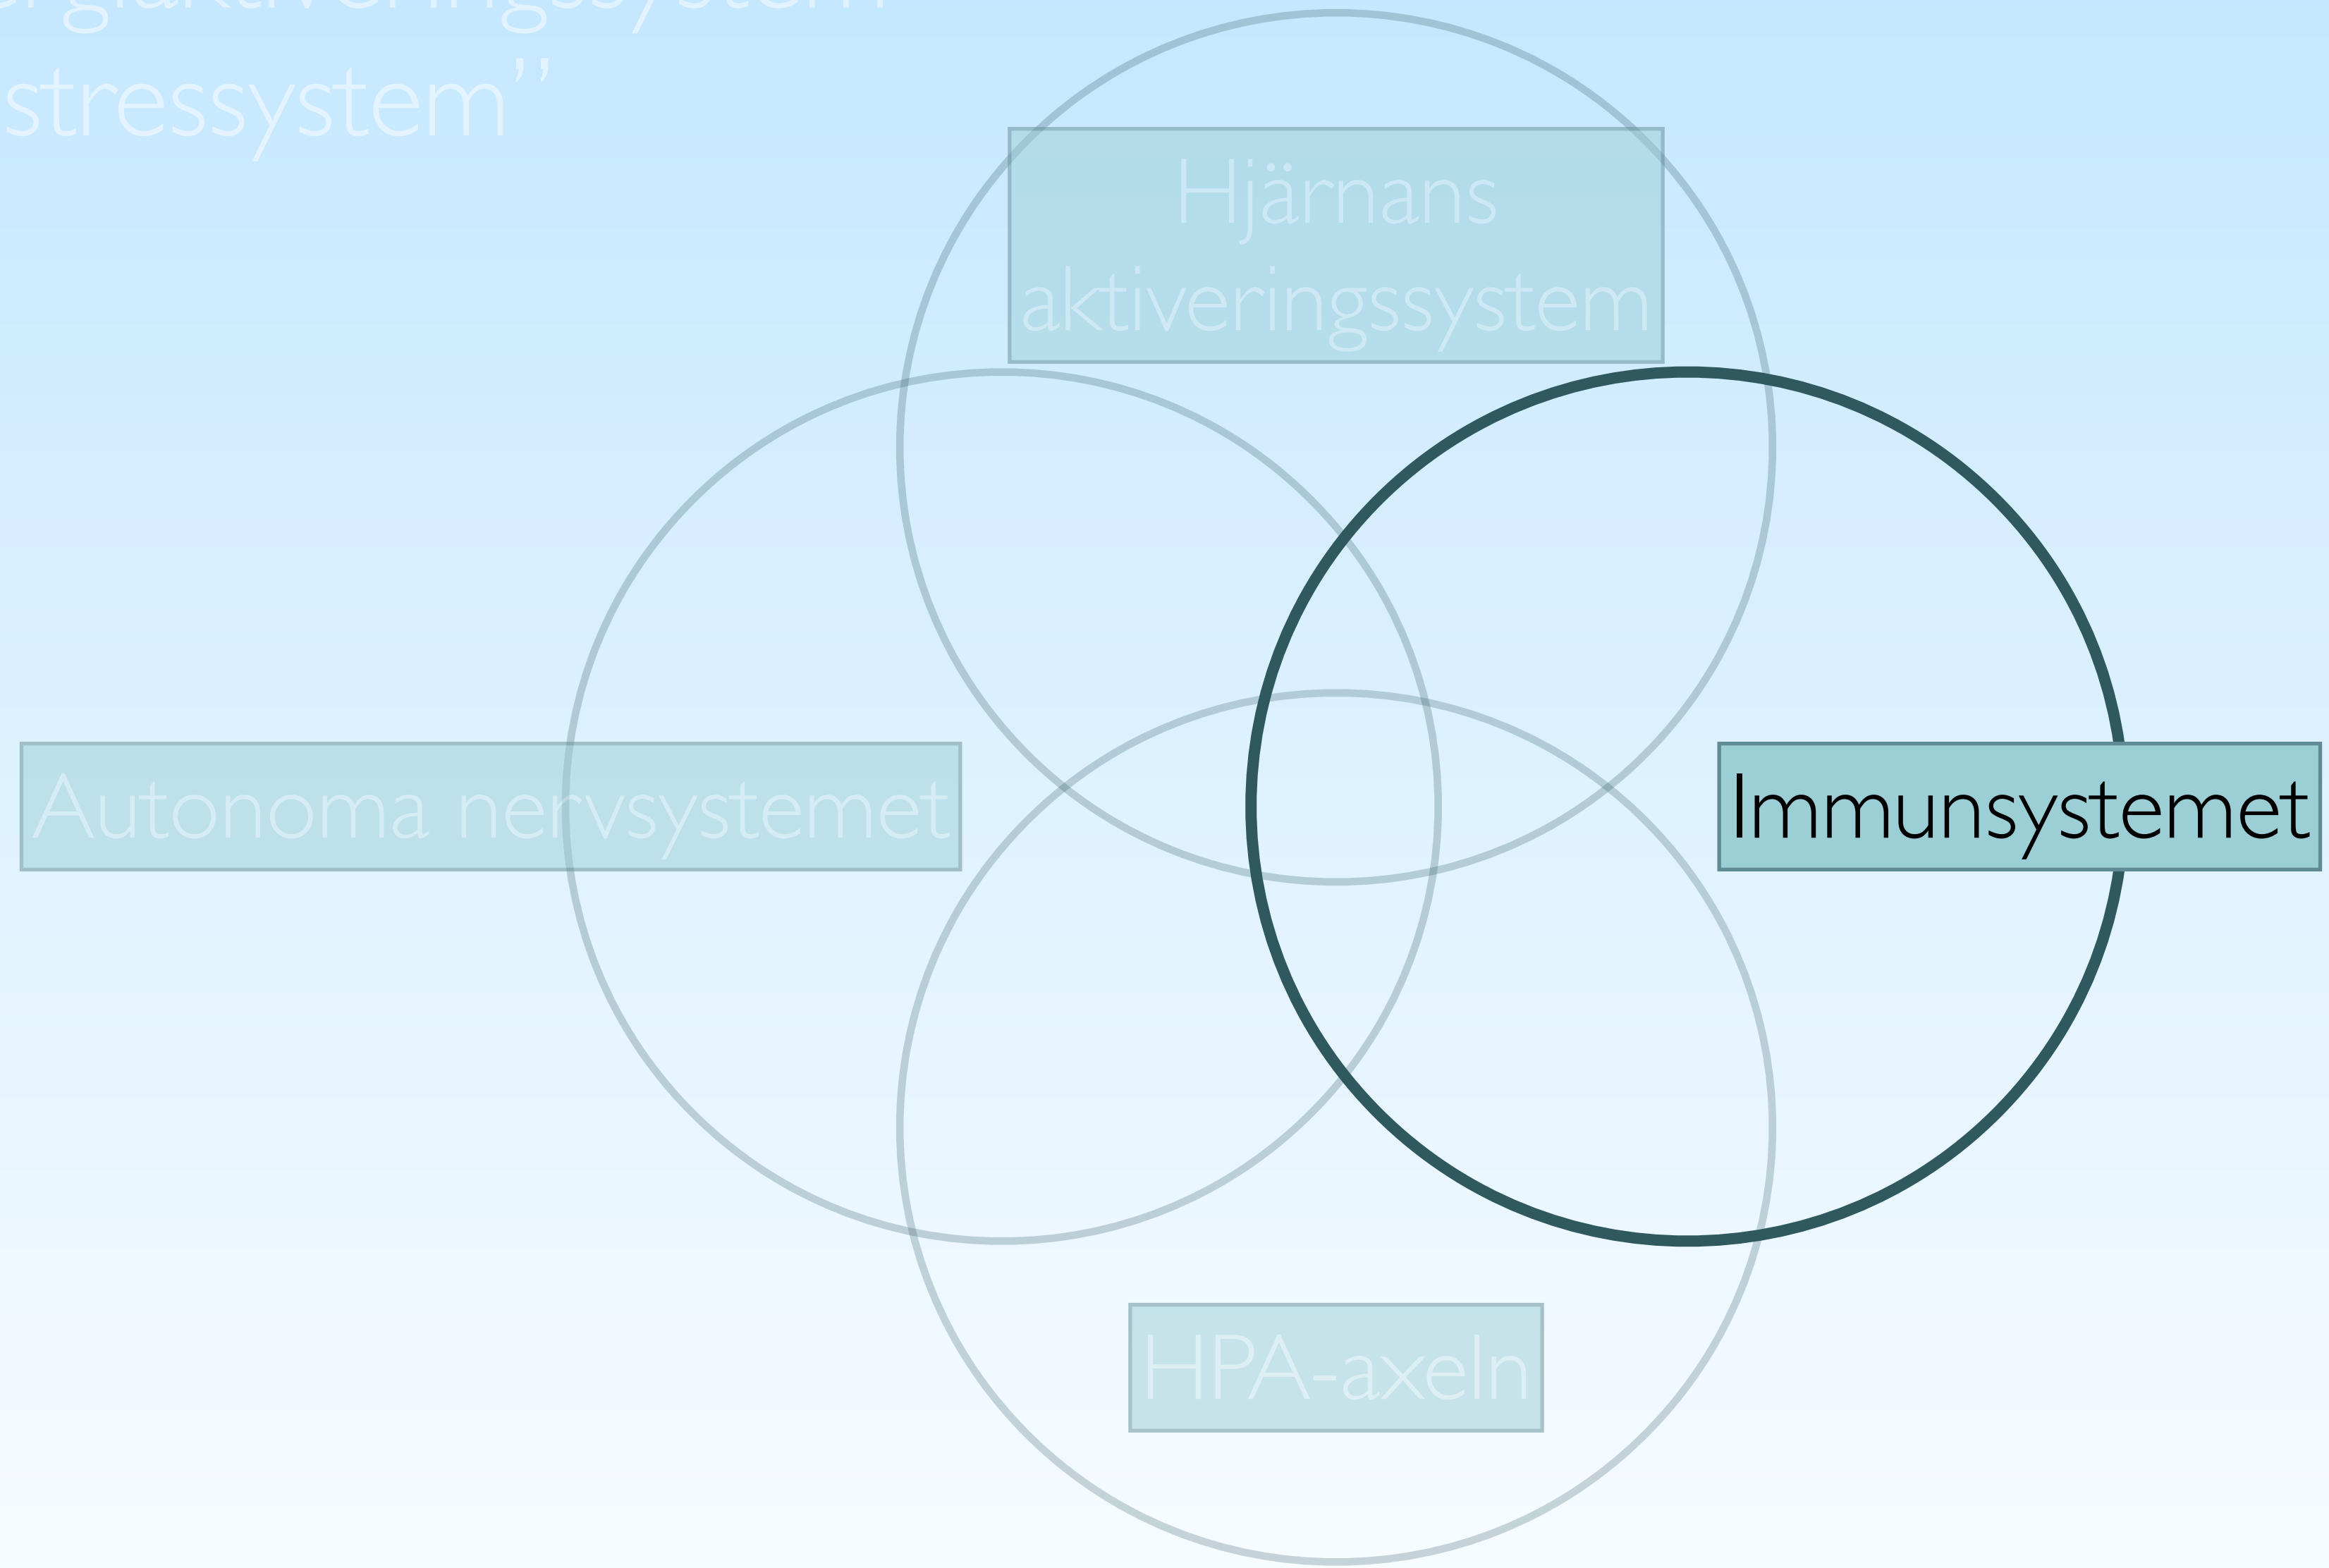 stressystem”
Hjärnans
aktiveringssystem
Autonoma nervsystemet
Immunsystemet
HPA-axeln